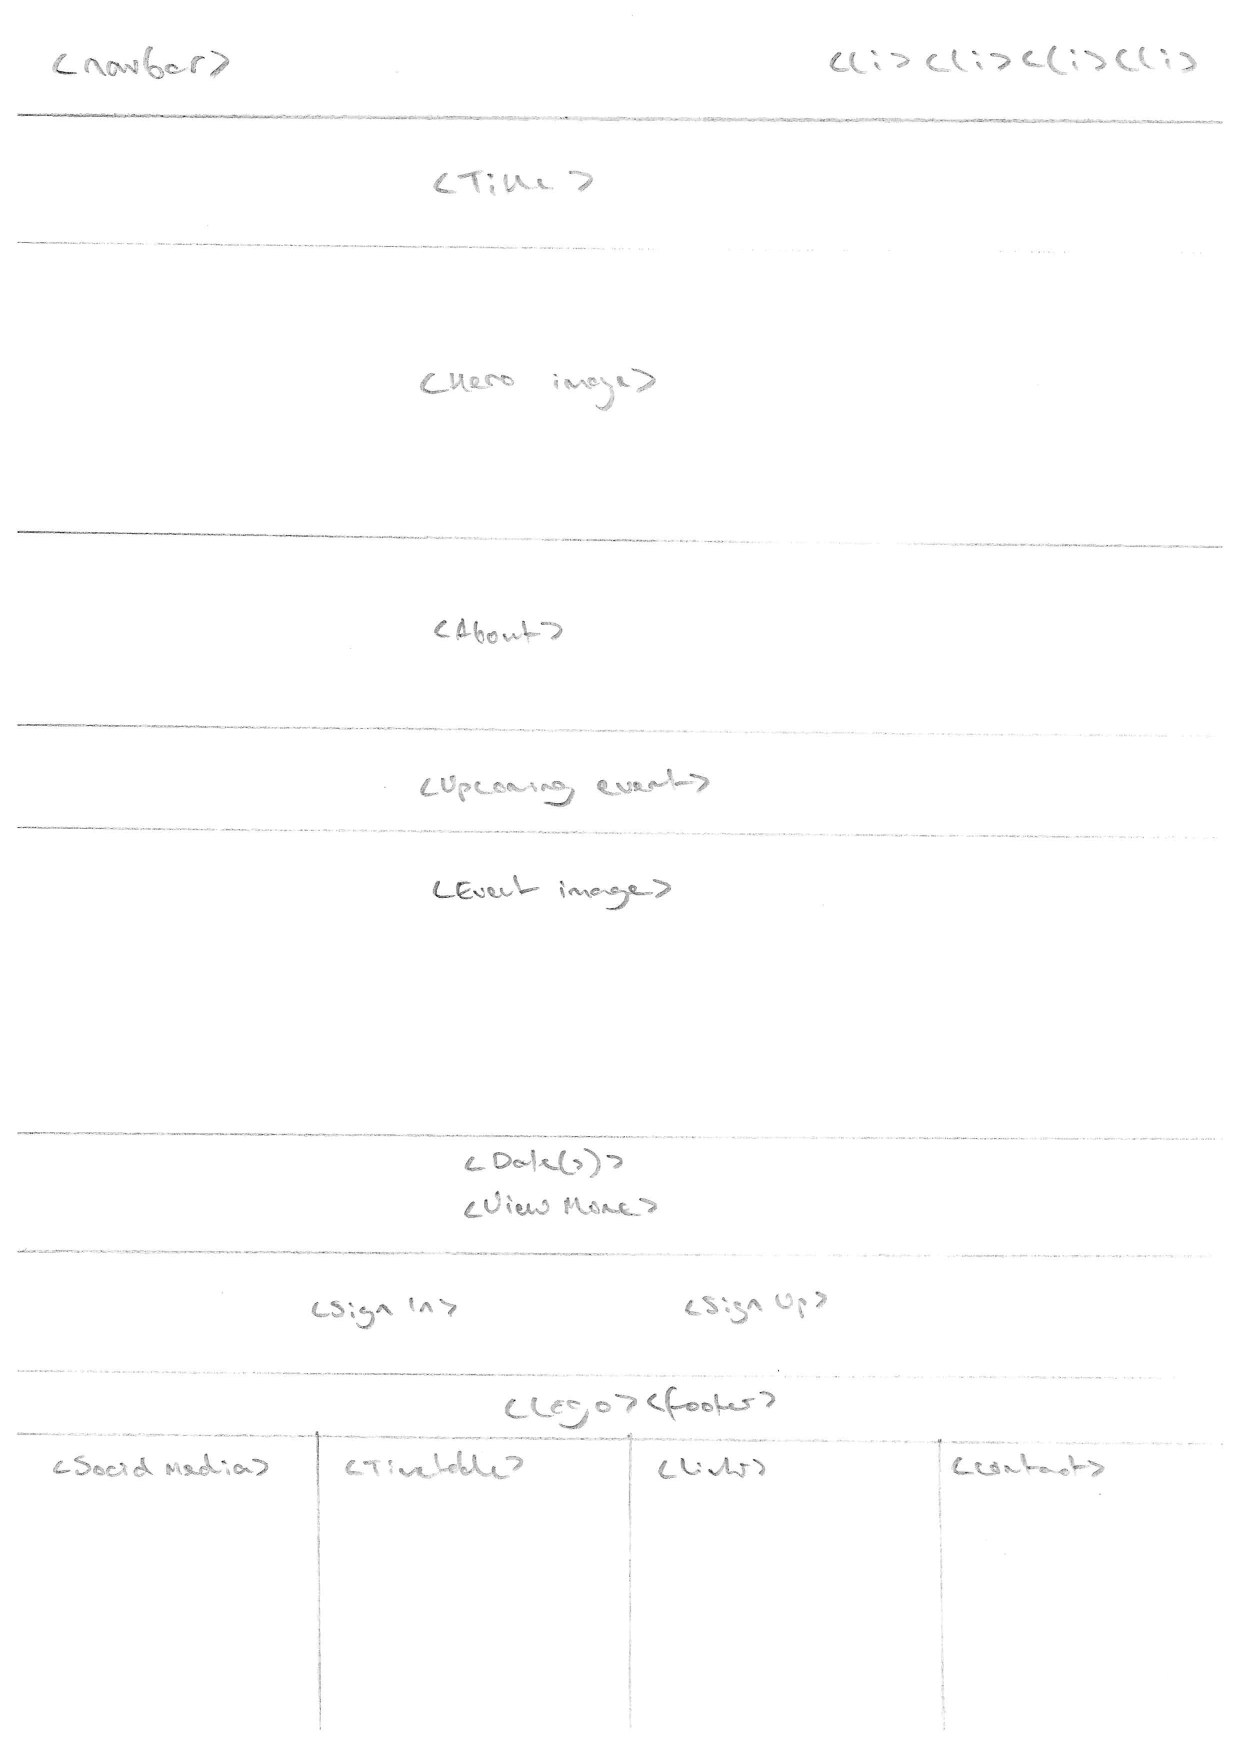 <navbar> <li> <li> <li> <li>
<Title>
<Hero image>
<About>
<Upcoming event>
<Event image>
<Date(s)>
<View More>
<Sign In> <Sign Up>
<Logo> <footer>
<Social Media> <Timetable> <links> <contact>